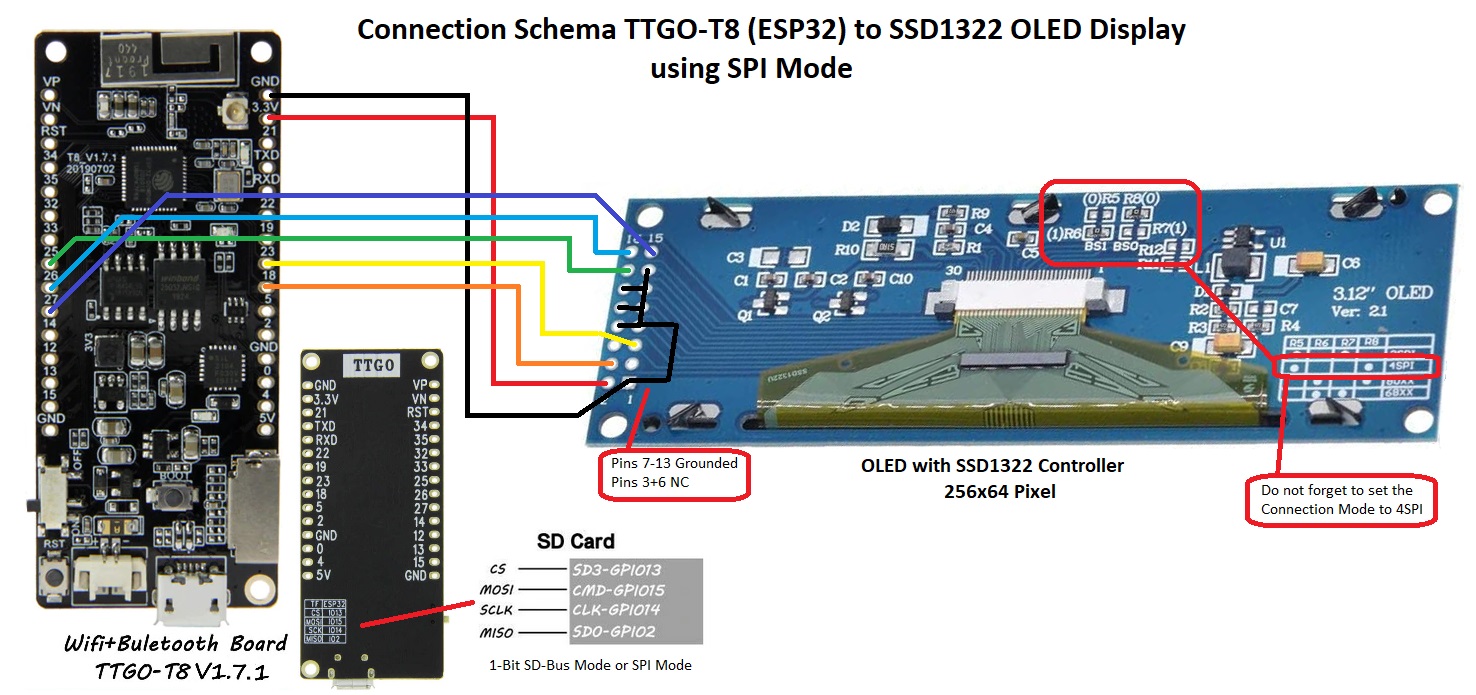 Connection Schema TTGO-T8 (ESP32) to SSD1322 OLED Display
using SPI Mode
VP
VN
RST
34
35
32
33
25
26
27
14
12
13
15
GND
GND
3.3V
21
TXD
RXD
22
19
23
18
5
2
GND
0
4
5V
T8_V1.7.1
20190702
3V3
OFF
ON
BOOT
RST
+ -
Wifi+Buletooth Board
TTGO-T8 V1.7.1
TTGO
GND VP
3.3V VN
21 RST
TXD 34
RXD 35
22 32
19 33
23 25
18 26
5 27
2 14
GND 12
0 13
4 15
5V GND
TF ESP32
CS IO13
MOSI IO15
SCK IO14
MISO IO2
SD Card
CS SD3-GPIO13
MOSI CMD-GPIO15
SCLK CLK-GPIO14
MISO SD0-GPIO2
1-Bit SD-Bus Mode or SPI Mode
15
1
C3
C1
C2
C10
Q1
Q2
D2
R10
R9
C4
R1
C5
30
1
(0)R5 R8(0)
(1)R6 R7(1)
BS1 BS0
R12
L1
U1
C6
R2
R3
C7
R4
C9
SSD1322U
3.12" OLED
Ver: 2.1
R5 R6 R7 R8
4SPI
80XX
68XX
Pins 7-13 Grounded
Pins 3+6 NC
OLED with SSD1322 Controller
256x64 Pixel
Do not forget to set the
Connection Mode to 4SPI